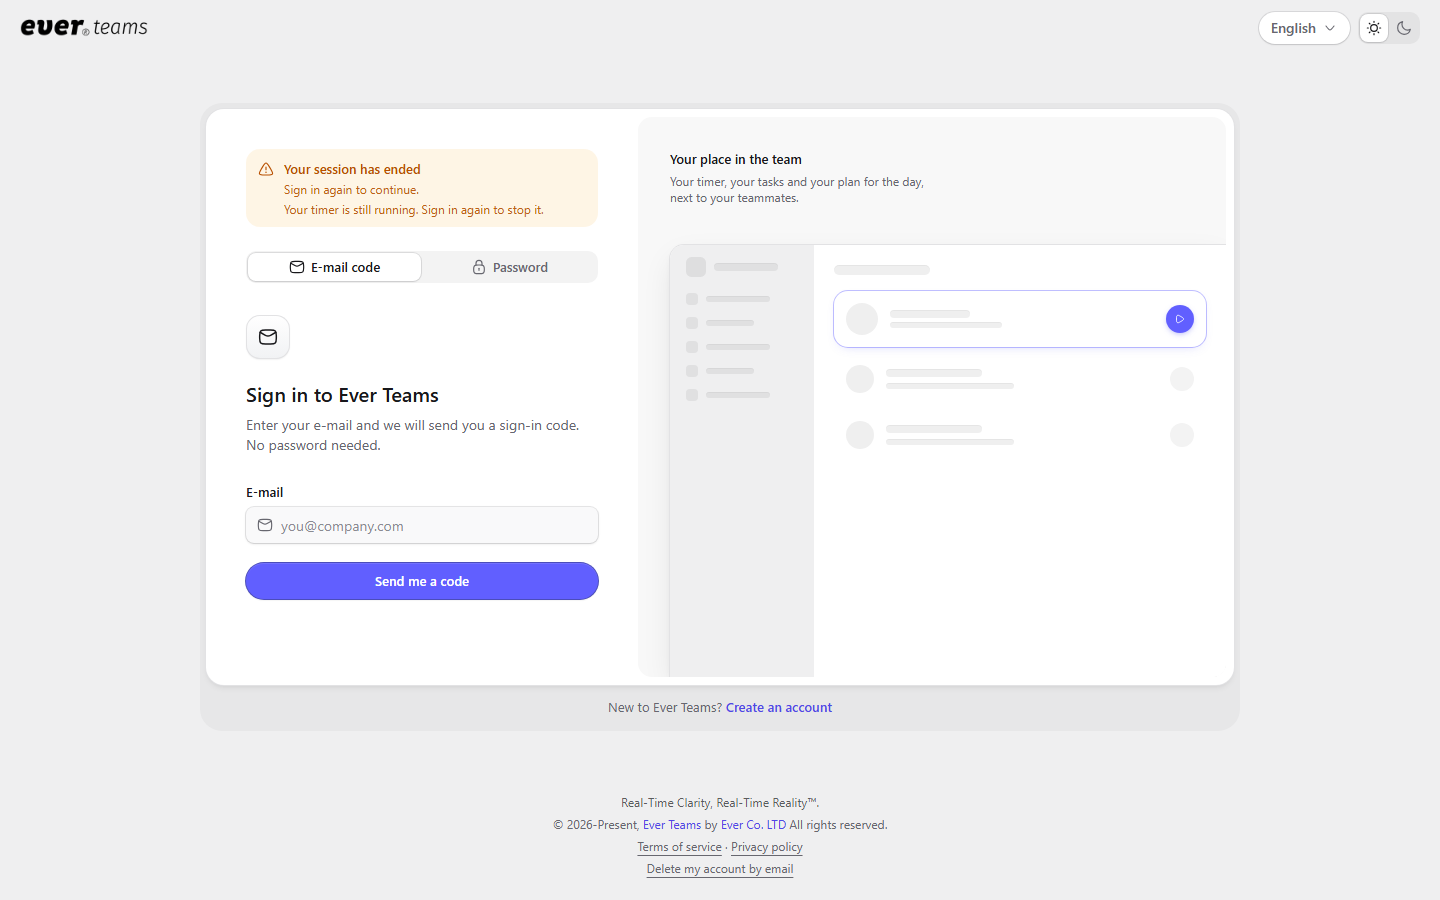 ever® teams
English
Your session has ended
Sign in again to continue.
Your timer is still running. Sign in again to stop it.
E-mail code
Password
Sign in to Ever Teams
Enter your e-mail and we will send you a sign-in code.
No password needed.
E-mail
you@company.com
Send me a code
Your place in the team
Your timer, your tasks and your plan for the day,
next to your teammates.
New to Ever Teams? Create an account
Real-Time Clarity, Real-Time Reality™.
© 2026-Present, Ever Teams by Ever Co. LTD All rights reserved.
Terms of service · Privacy policy
Delete my account by email